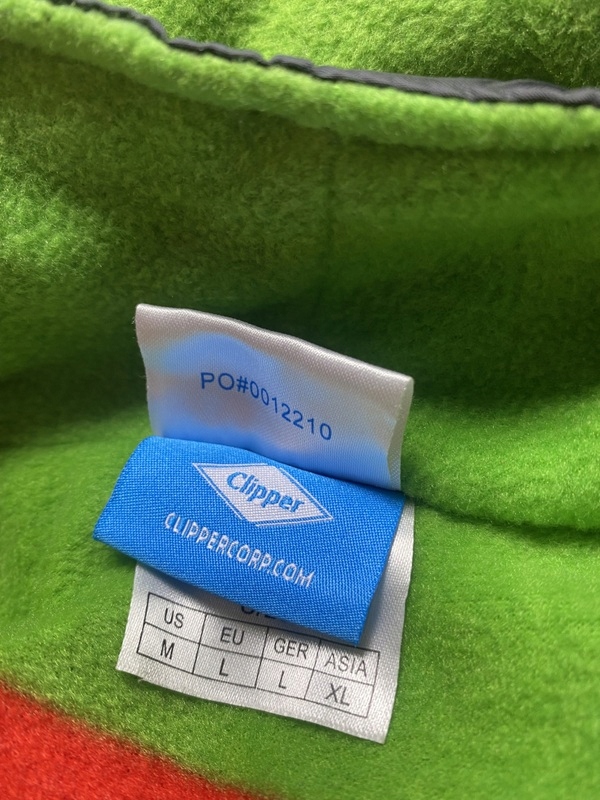 PO#0012210
Clipper
CLIPPERCORP.COM
US EU GER ASIA
M L L XL